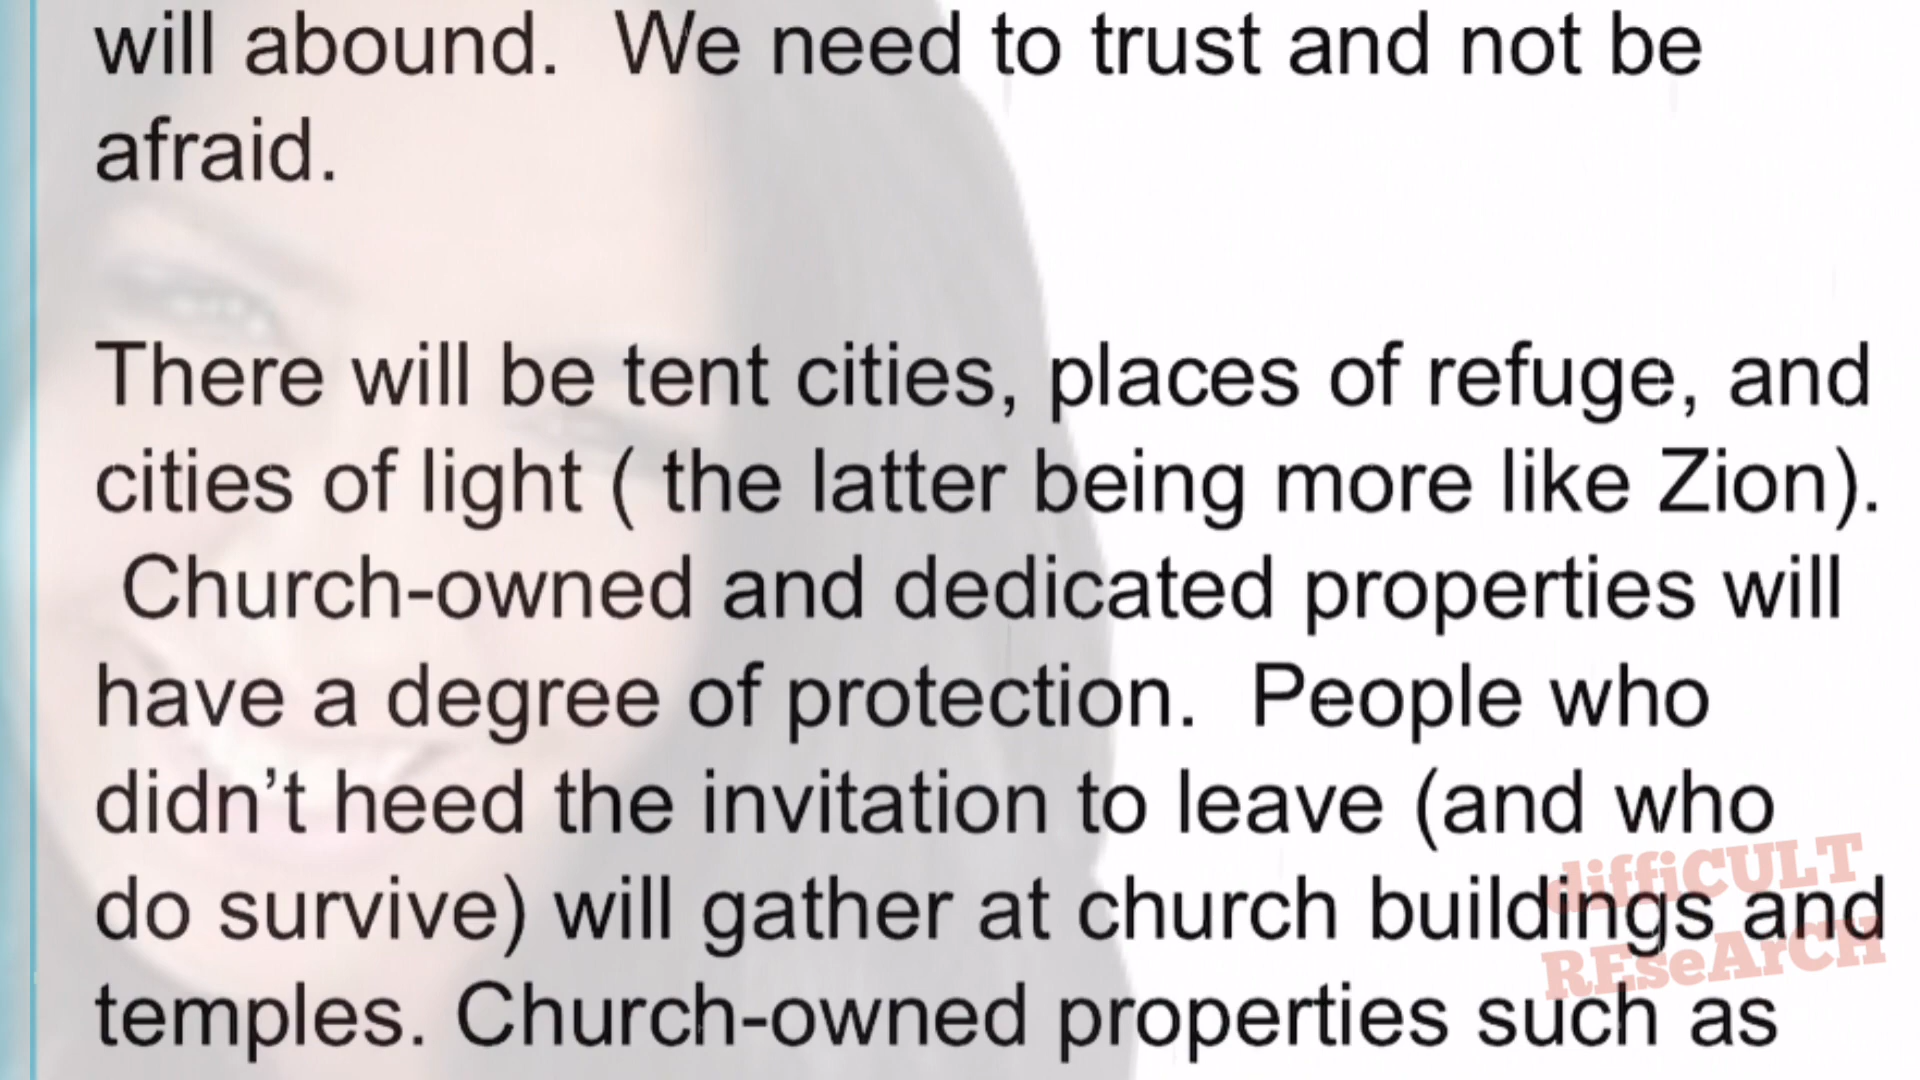 will abound.  We need to trust and not be
afraid.
There will be tent cities, places of refuge, and
cities of light ( the latter being more like Zion).
Church-owned and dedicated properties will
have a degree of protection.  People who
didn’t heed the invitation to leave (and who
do survive) will gather at church buildings and
temples. Church-owned properties such as
diffiCULT
REseArCH